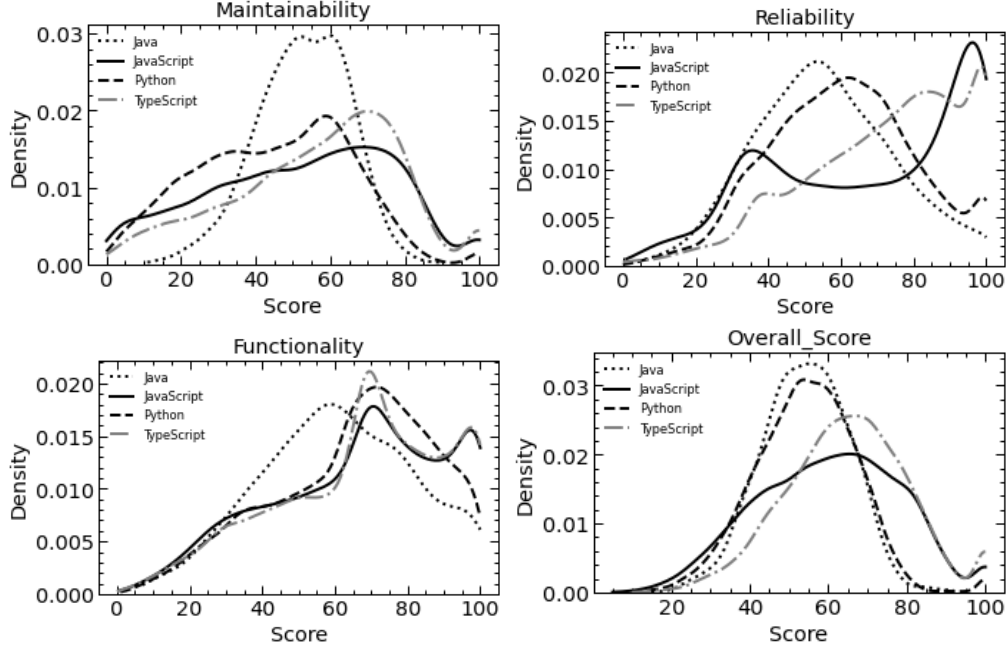 Maintainability
0.03
0.02
0.01
0.00
Density
Java
JavaScript
Python
TypeScript
0 20 40 60 80 100
Score
Reliability
0.020
0.015
0.010
0.005
0.000
Density
Java
JavaScript
Python
TypeScript
0 20 40 60 80 100
Score
Functionality
0.020
0.015
0.010
0.005
0.000
Density
Java
JavaScript
Python
TypeScript
0 20 40 60 80 100
Score
Overall_Score
0.03
0.02
0.01
0.00
Density
Java
JavaScript
Python
TypeScript
20 40 60 80 100
Score